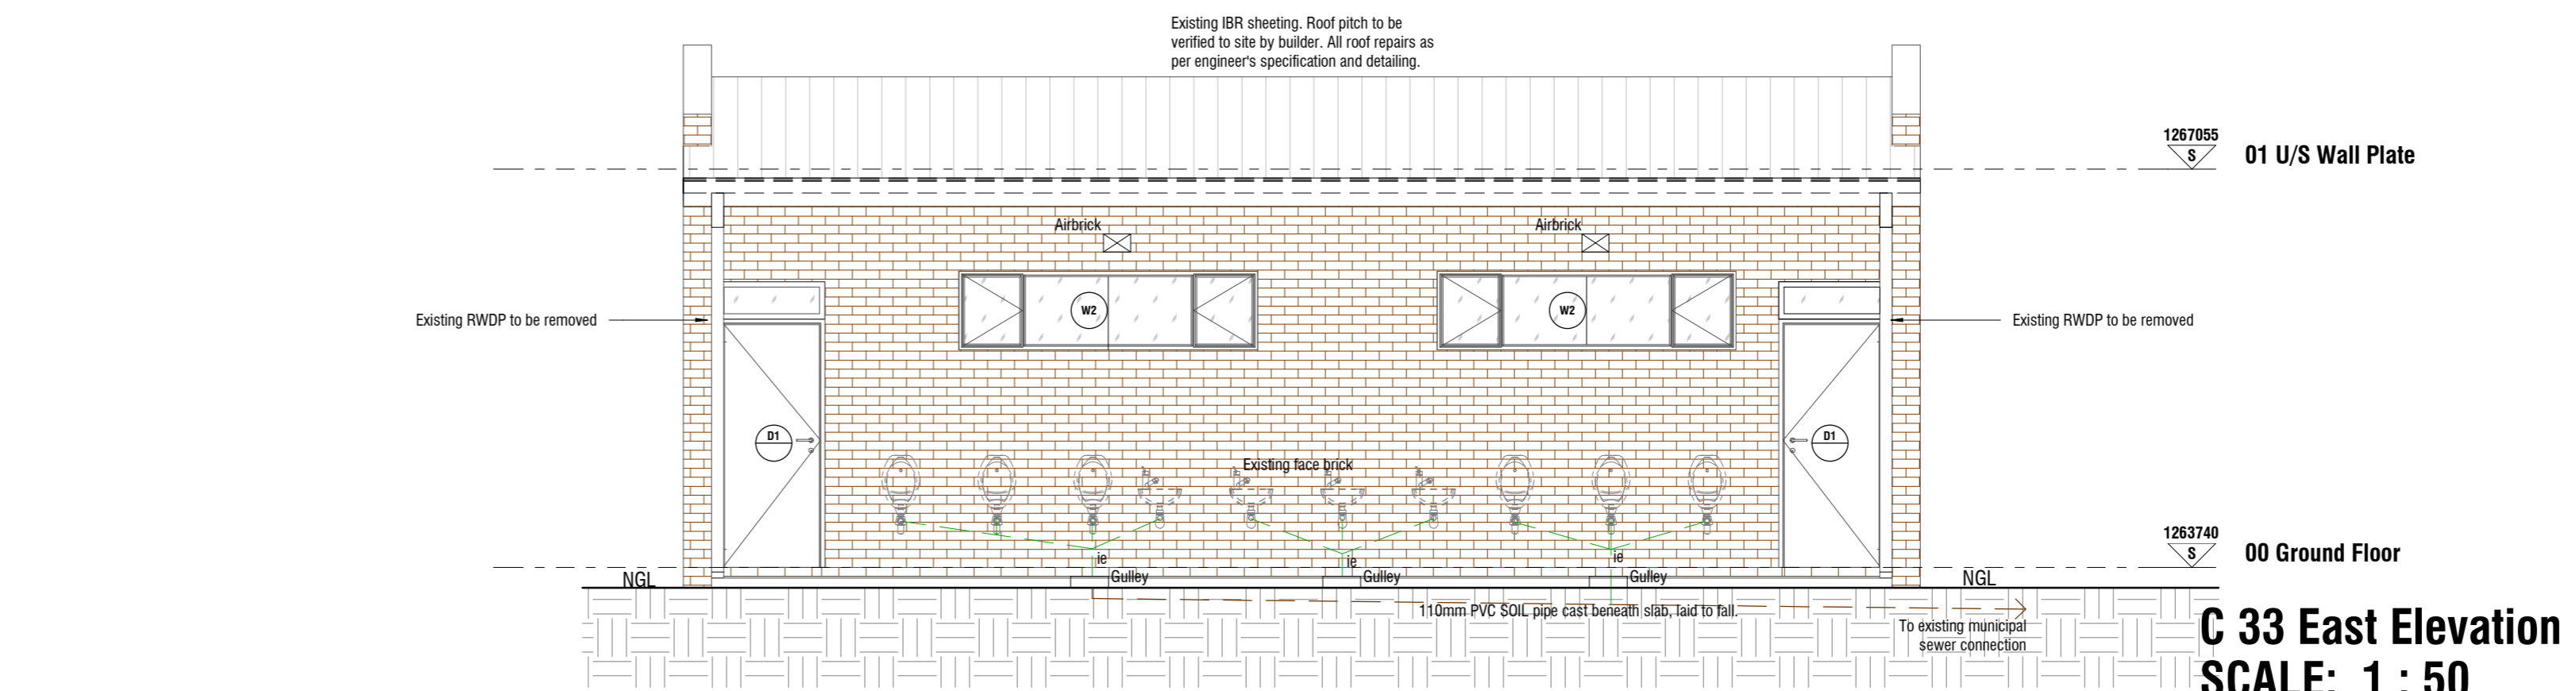 Existing IBR sheeting. Roof pitch to be
verified to site by builder. All roof repairs as
per engineer's specification and detailing.
1267055
S
01 U/S Wall Plate
Airbrick
Airbrick
W2
W2
Existing RWDP to be removed
Existing RWDP to be removed
D1
D1
Existing face brick
1263740
S
00 Ground Floor
ie
ie
ie
NGL
Gulley
Gulley
Gulley
NGL
110mm PVC SOIL pipe cast beneath slab, laid to fall.
To existing municipal
sewer connection
C 33 East Elevation
SCALE: 1 : 50